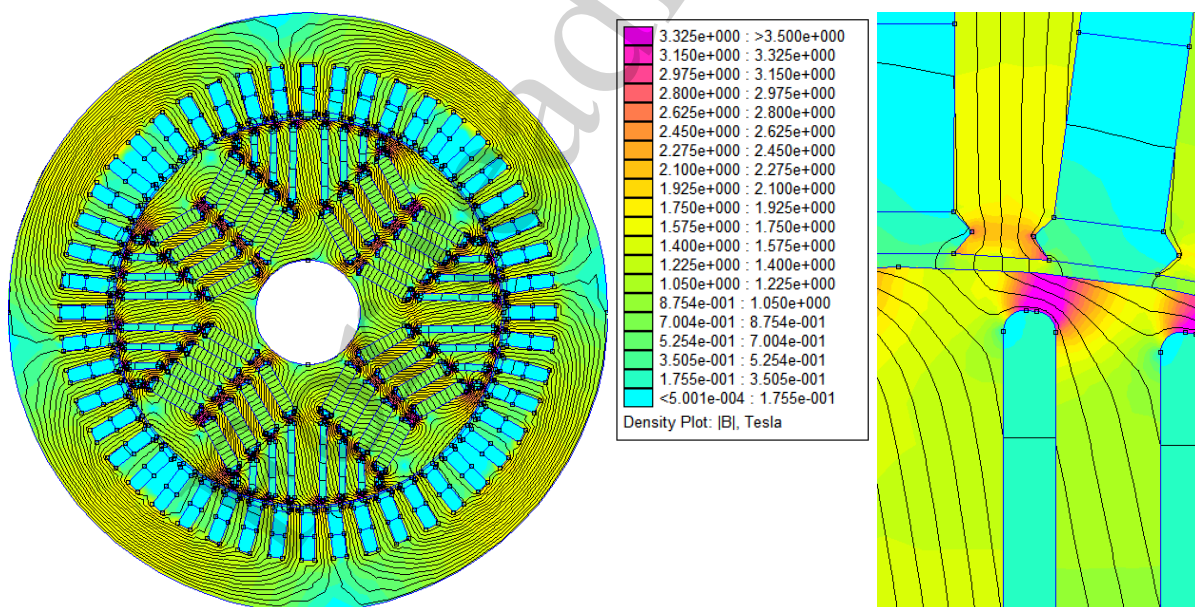 3.325e+000 : >3.500e+000
3.150e+000 : 3.325e+000
2.975e+000 : 3.150e+000
2.800e+000 : 2.975e+000
2.625e+000 : 2.800e+000
2.450e+000 : 2.625e+000
2.275e+000 : 2.450e+000
2.100e+000 : 2.275e+000
1.925e+000 : 2.100e+000
1.750e+000 : 1.925e+000
1.575e+000 : 1.750e+000
1.400e+000 : 1.575e+000
1.225e+000 : 1.400e+000
1.050e+000 : 1.225e+000
8.754e-001 : 1.050e+000
7.004e-001 : 8.754e-001
5.254e-001 : 7.004e-001
3.505e-001 : 5.254e-001
1.755e-001 : 3.505e-001
<5.001e-004 : 1.755e-001
Density Plot: |B|, Tesla